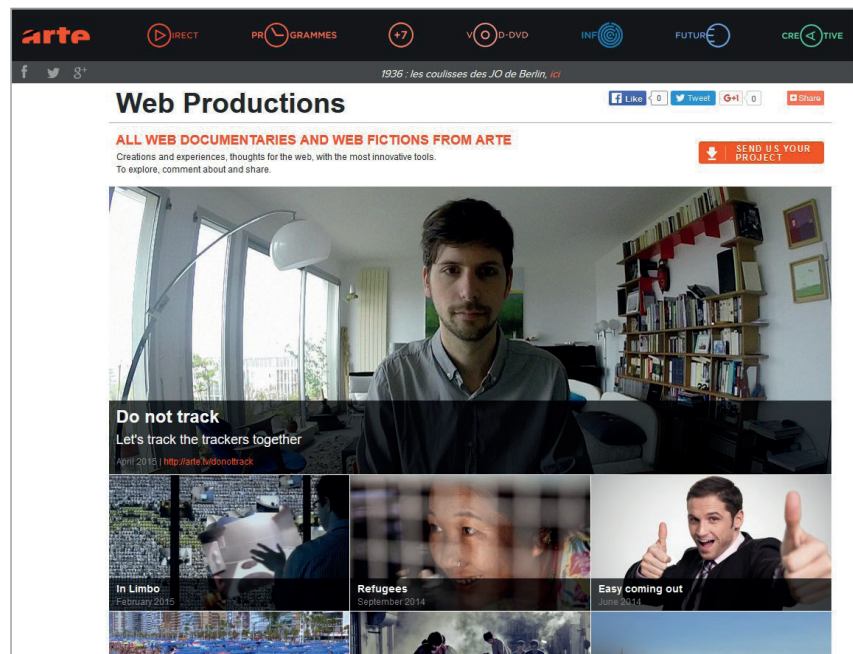 arte
DIRECT
PROGRAMMES
+7
VOD-DVD
INFO
FUTURE
CREATIVE
1936 : les coulisses des JO de Berlin, ici
Web Productions
Like 0 Tweet G+1 0 Share
ALL WEB DOCUMENTARIES AND WEB FICTIONS FROM ARTE
Creations and experiences, thoughts for the web, with the most innovative tools.
To explore, comment about and share.
SEND US YOUR
PROJECT
Do not track
Let's track the trackers together
April 2015 | http://arte.tv/donottrack
In Limbo
February 2015
Refugees
September 2014
Easy coming out
June 2014